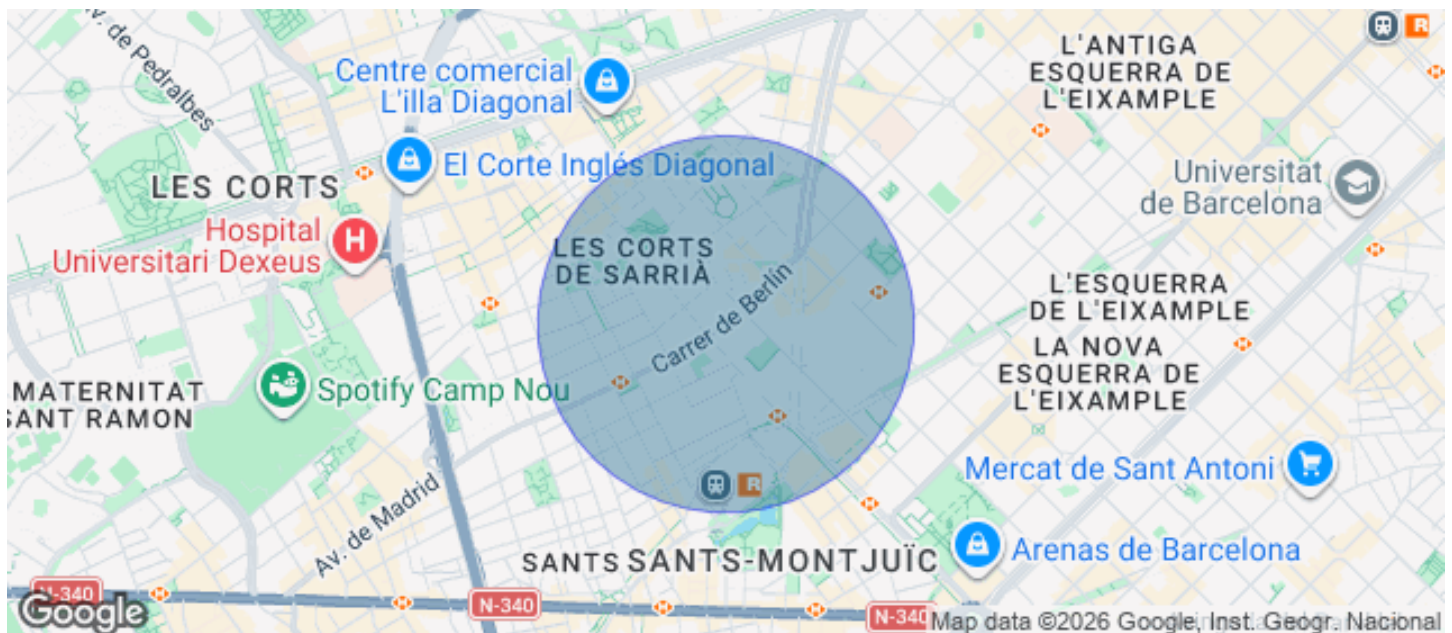 Av. de Pedralbes
Centre comercial
L'illa Diagonal
El Corte Inglés Diagonal
LES CORTS
Hospital
Universitari Dexeus
H
LES CORTS
DE SARRIÀ
Carrer de Berlín
MATERNITAT
SANT RAMON
Spotify Camp Nou
Av. de Madrid
R
SANTS
SANTS-MONTJUÏC
R
L'ANTIGA
ESQUERRA DE
L'EIXAMPLE
Universitat
de Barcelona
L'ESQUERRA
DE L'EIXAMPLE
LA NOVA
ESQUERRA DE
L'EIXAMPLE
Mercat de Sant Antoni
Arenas de Barcelona
N-340
N-340
N-340
Google
Map data ©2026 Google, Inst. Geogr. Nacional